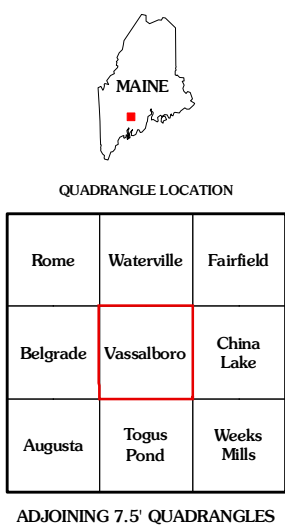 MAINE
QUADRANGLE LOCATION
Rome
Waterville
Fairfield
Belgrade
Vassalboro
China
Lake
Augusta
Togus
Pond
Weeks
Mills
ADJOINING 7.5' QUADRANGLES